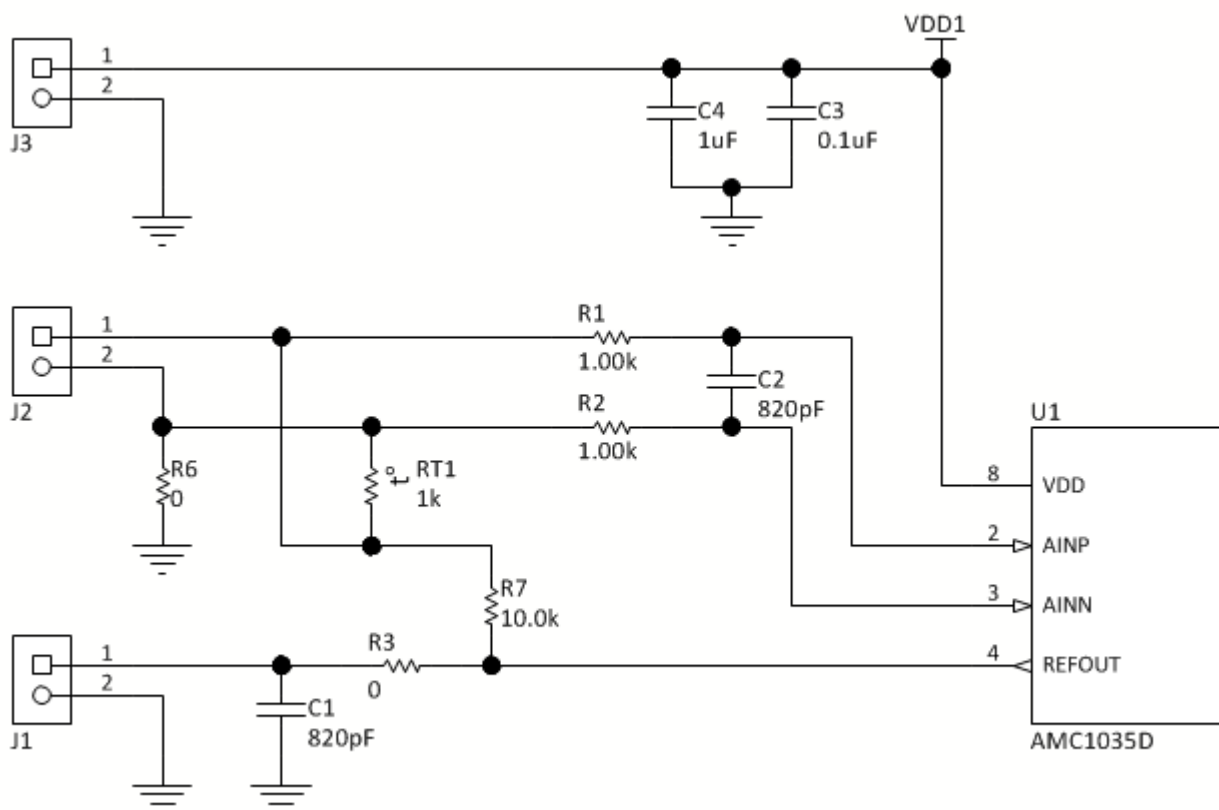 VDD1
1
2
J3
C4
1uF
C3
0.1uF
1
2
J2
R1
1.00k
C2
820pF
R2
1.00k
R6
0
t°
RT1
1k
R7
10.0k
U1
8
VDD
2
AINP
3
AINN
4
REFOUT
AMC1035D
1
2
J1
R3
0
C1
820pF